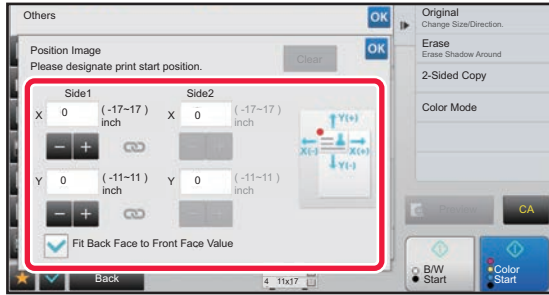 Others
OK
Position Image
Please designate print start position.
Clear
OK
Side1
Side2
X 0 ( -17~17 ) inch
X 0 ( -17~17 ) inch
- +
- +
Y 0 ( -11~11 ) inch
Y 0 ( -11~11 ) inch
- +
- +
Y(+)
X(-) X(+)
Y(-)
Fit Back Face to Front Face Value
Back
4 11x17
Original
Change Size/Direction.
Erase
Erase Shadow Around
2-Sided Copy
Color Mode
Preview
CA
B/W
Start
Color
Start